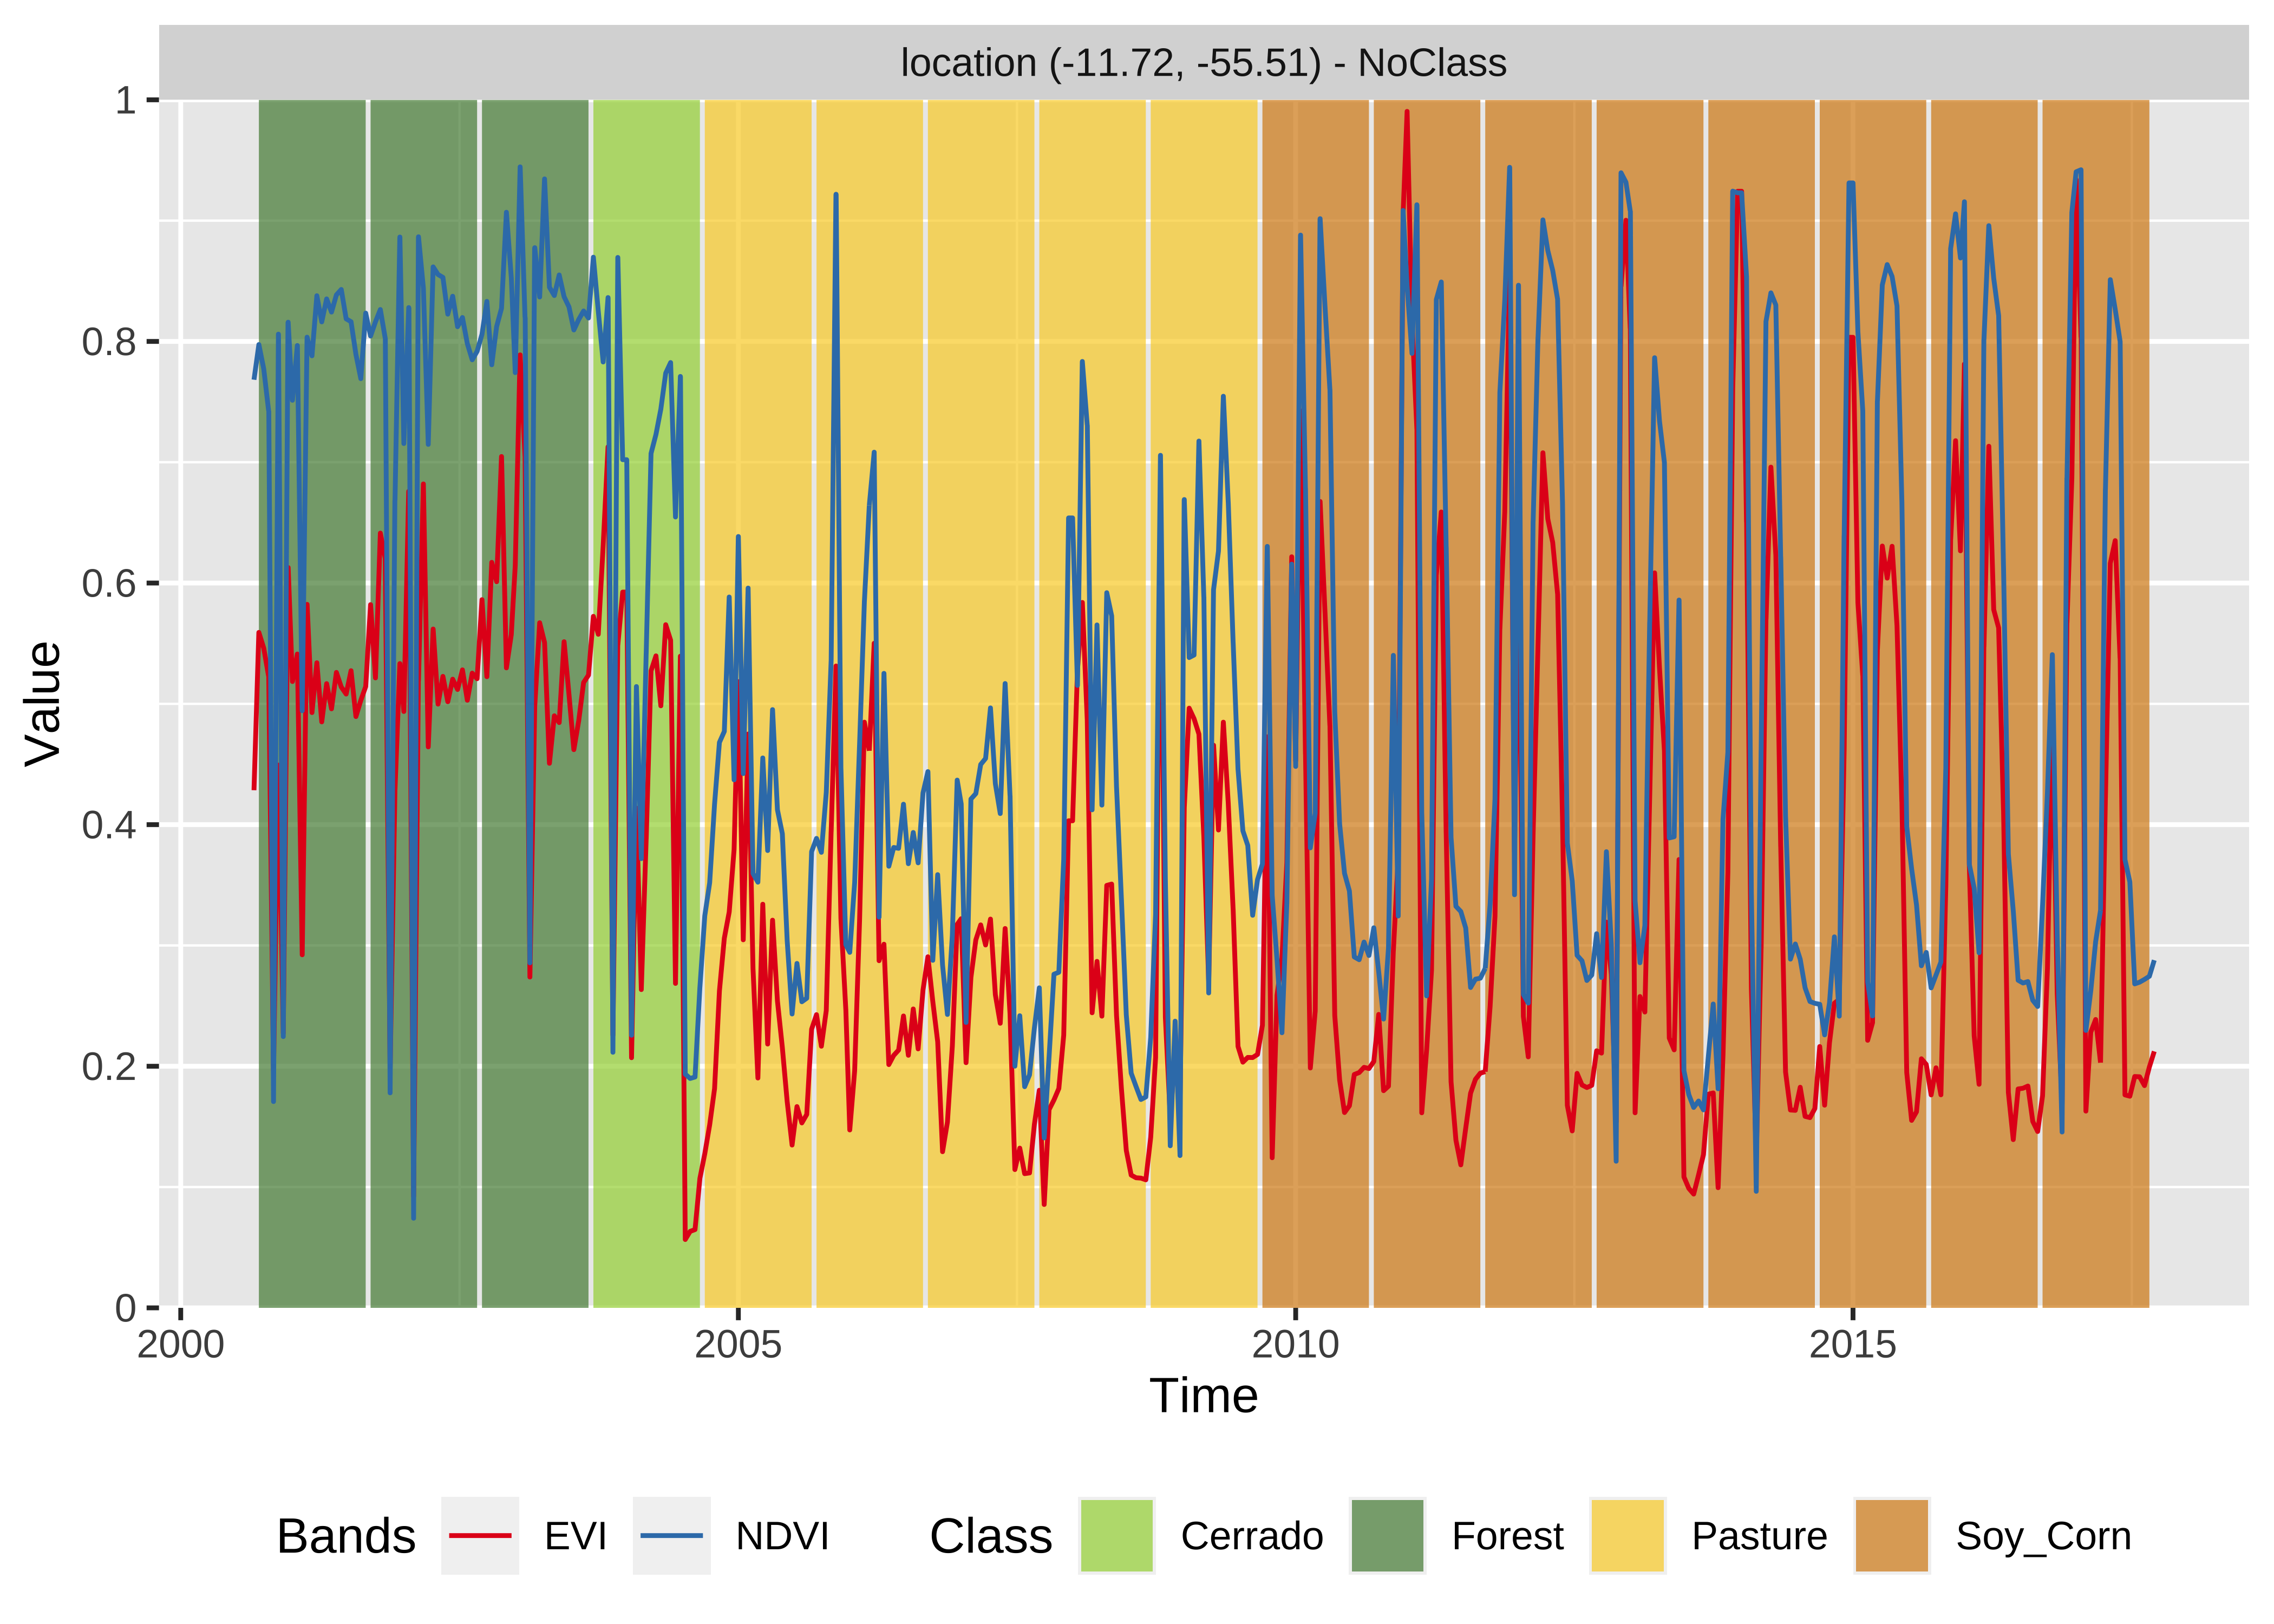 location (-11.72, -55.51) - NoClass
1
0.8
0.6
0.4
0.2
0
Value
2000 2005 2010 2015
Time
Bands EVI NDVI Class Cerrado Forest Pasture Soy_Corn